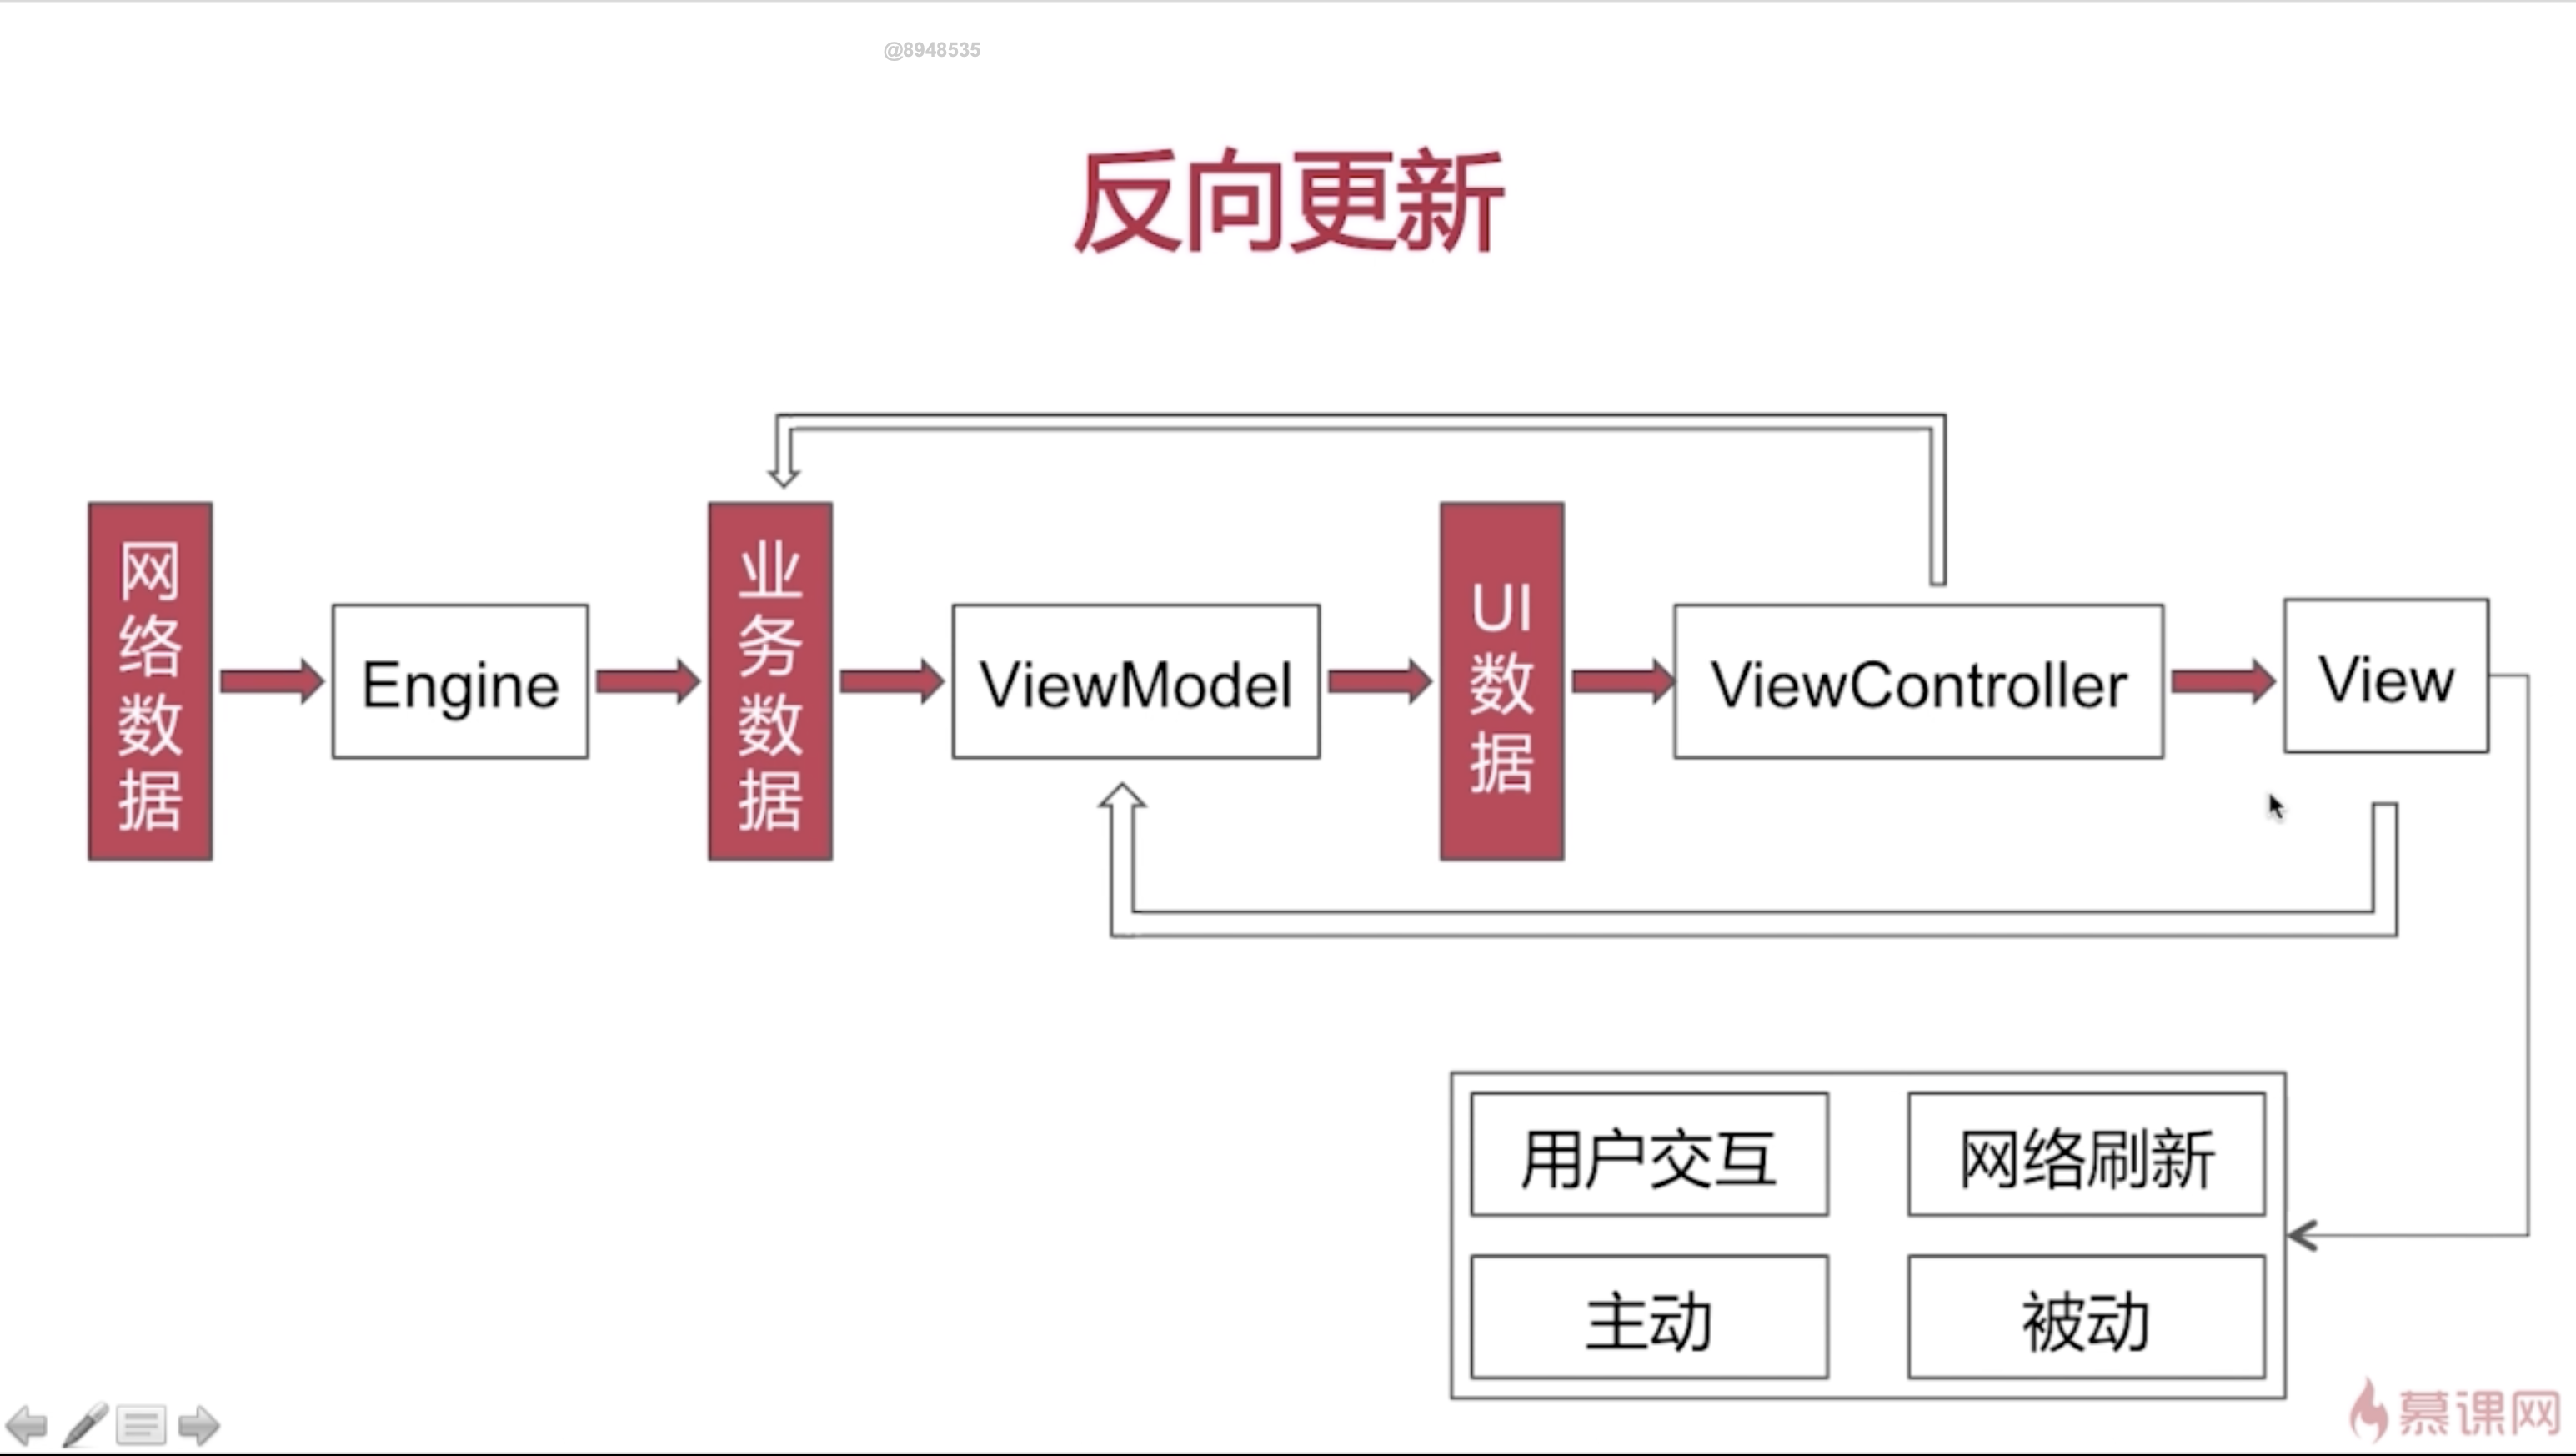 @8948535
反向更新
网络数据
Engine
业务数据
ViewModel
UI数据
ViewController
View
用户交互
网络刷新
主动
被动
慕课网